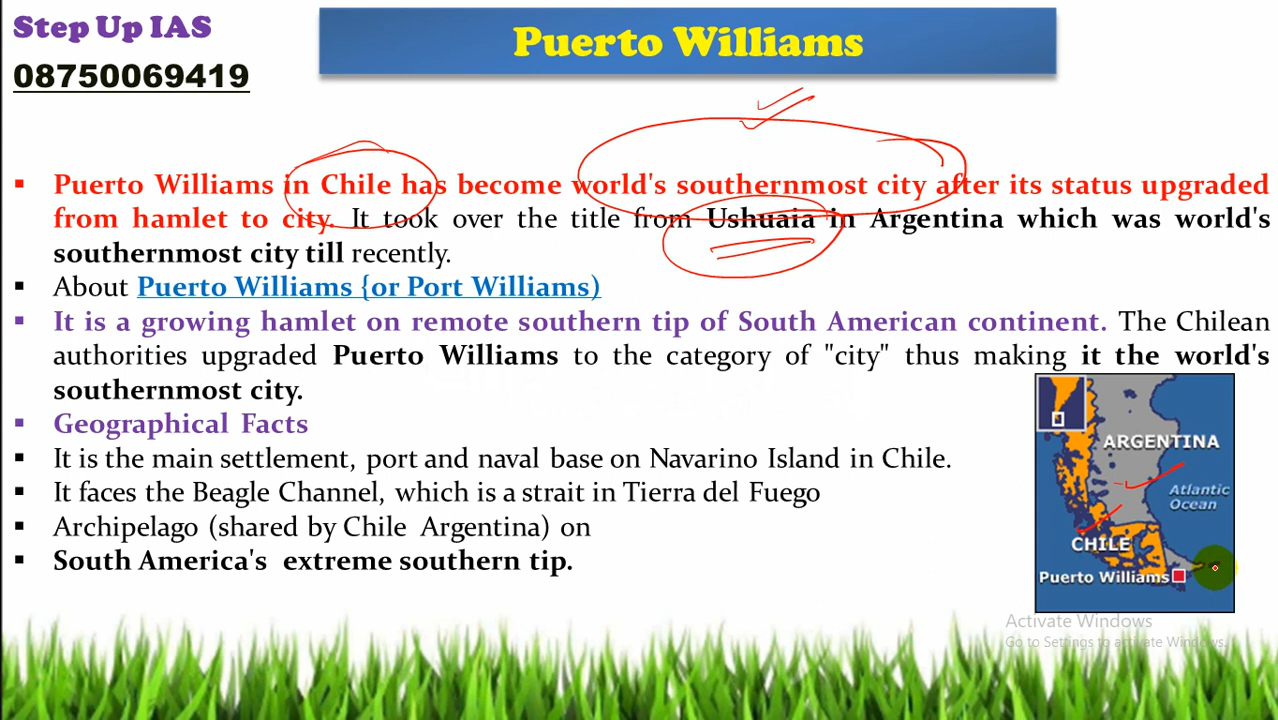 Step Up IAS
08750069419
Puerto Williams
▪ Puerto Williams in Chile has become world's southernmost city after its status upgraded
from hamlet to city. It took over the title from Ushuaia in Argentina which was world's
southernmost city till recently.
▪ About Puerto Williams {or Port Williams)
▪ It is a growing hamlet on remote southern tip of South American continent. The Chilean
authorities upgraded Puerto Williams to the category of "city" thus making it the world's
southernmost city.
▪ Geographical Facts
▪ It is the main settlement, port and naval base on Navarino Island in Chile.
▪ It faces the Beagle Channel, which is a strait in Tierra del Fuego
▪ Archipelago (shared by Chile Argentina) on
▪ South America's extreme southern tip.
ARGENTINA
Atlantic
Ocean
CHILE
Puerto Williams
Activate Windows
Go to Settings to activate Windows.